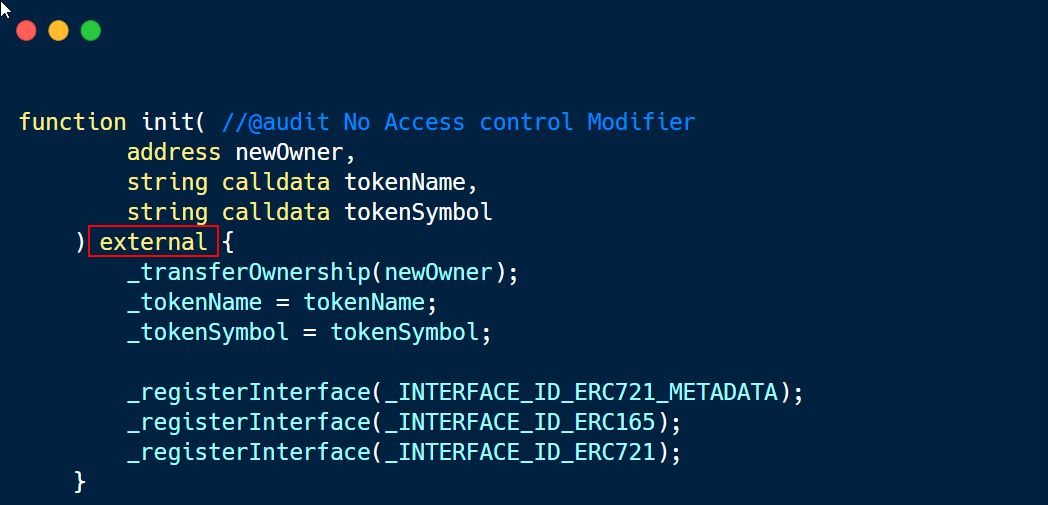 function init( //@audit No Access control Modifier
address newOwner,
string calldata tokenName,
string calldata tokenSymbol
) external {
_transferOwnership(newOwner);
_tokenName = tokenName;
_tokenSymbol = tokenSymbol;
_registerInterface(_INTERFACE_ID_ERC721_METADATA);
_registerInterface(_INTERFACE_ID_ERC165);
_registerInterface(_INTERFACE_ID_ERC721);
}